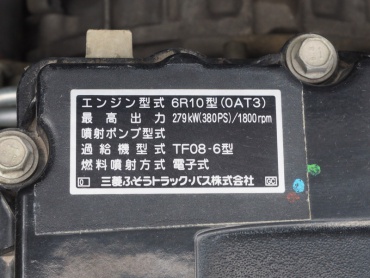 エンジン型式 6R10型(0AT3)
最高出力 279kW(380PS)/1800rpm
噴射ポンプ型式
過給機型式 TF08-6型
燃料噴射方式 電子式
三菱ふそうトラック・バス株式会社